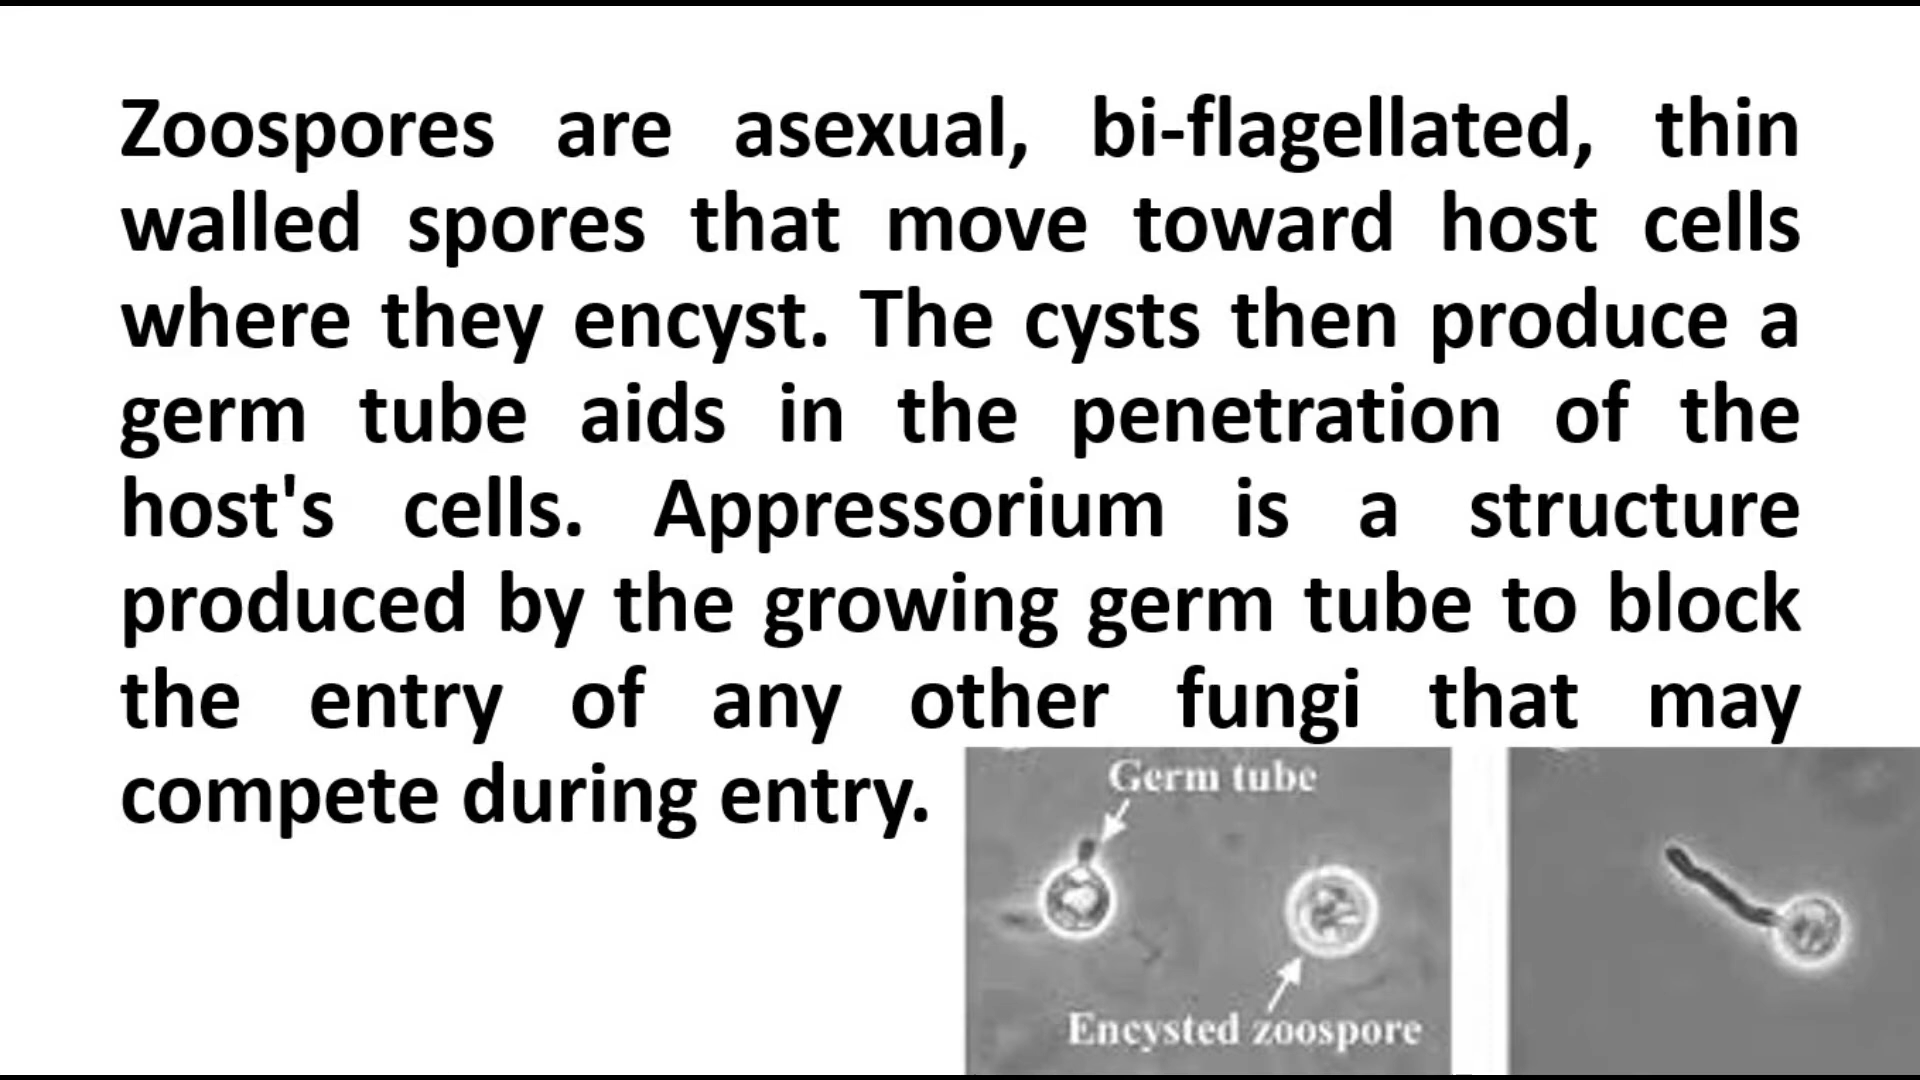 Zoospores are asexual, bi-flagellated, thin
walled spores that move toward host cells
where they encyst. The cysts then produce a
germ tube aids in the penetration of the
host's cells. Appressorium is a structure
produced by the growing germ tube to block
the entry of any other fungi that may
compete during entry.
Germ tube
Encysted zoospore